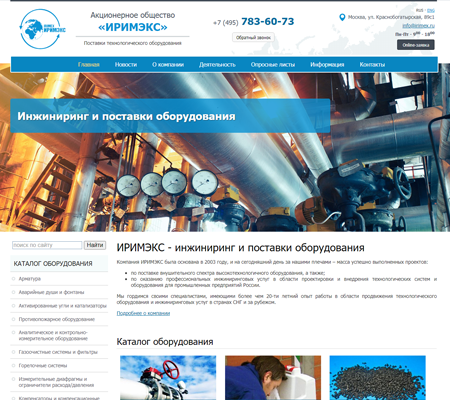 IRIMEX
ИРИМЭКС
Акционерное общество
«ИРИМЭКС»
Поставки технологического оборудования
+7 (495) 783-60-73
Обратный звонок
Москва, ул. Краснобогатырская, 89с1
info@irimex.ru
Пн-Пт - 9⁰⁰ - 18⁰⁰
Онлайн-заявка
rus - eng
Главная Новости О компании Деятельность Опросные листы Информация Контакты
Инжиниринг и поставки оборудования
поиск по сайту Найти
КАТАЛОГ ОБОРУДОВАНИЯ
Арматура
Аварийные души и фонтаны
Активированные угли и катализаторы
Противопожарное оборудование
Аналитическое и контрольно-
измерительное оборудование
Газоочистные системы и фильтры
Горелочные системы
Измерительные диафрагмы и
ограничители расхода/давления
Компенсаторы и компенсационные
ИРИМЭКС - инжиниринг и поставки оборудования
Компания ИРИМЭКС была основана в 2003 году, и на сегодняшний день за нашими плечами – масса успешно выполненных проектов:
по поставке внушительного спектра высокотехнологичного оборудования, а также;
по оказанию профессиональных инжиниринговых услуг в области проектировки и внедрения технологических систем и
оборудования для промышленных предприятий России.
Мы гордимся своими специалистами, имеющими более чем 20-ти летний опыт работы в области продвижения технологического
оборудования и инжиниринговых услуг в странах СНГ и за рубежом.
Подробнее о компании
Каталог оборудования